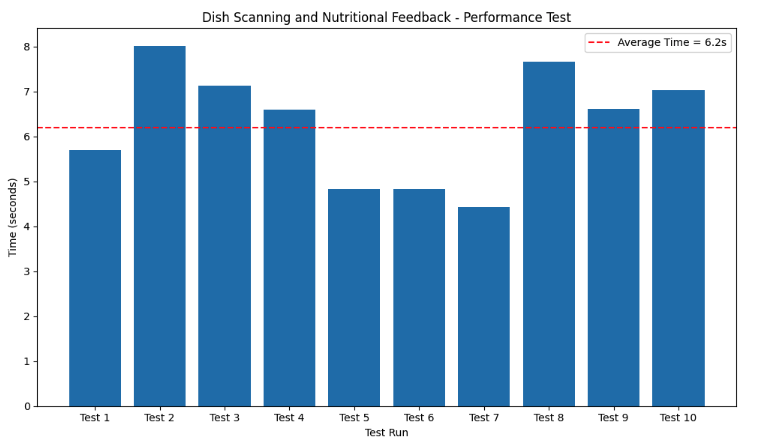 Dish Scanning and Nutritional Feedback - Performance Test
Average Time = 6.2s
8
7
6
5
4
3
2
1
0
Time (seconds)
Test 1 Test 2 Test 3 Test 4 Test 5 Test 6 Test 7 Test 8 Test 9 Test 10
Test Run